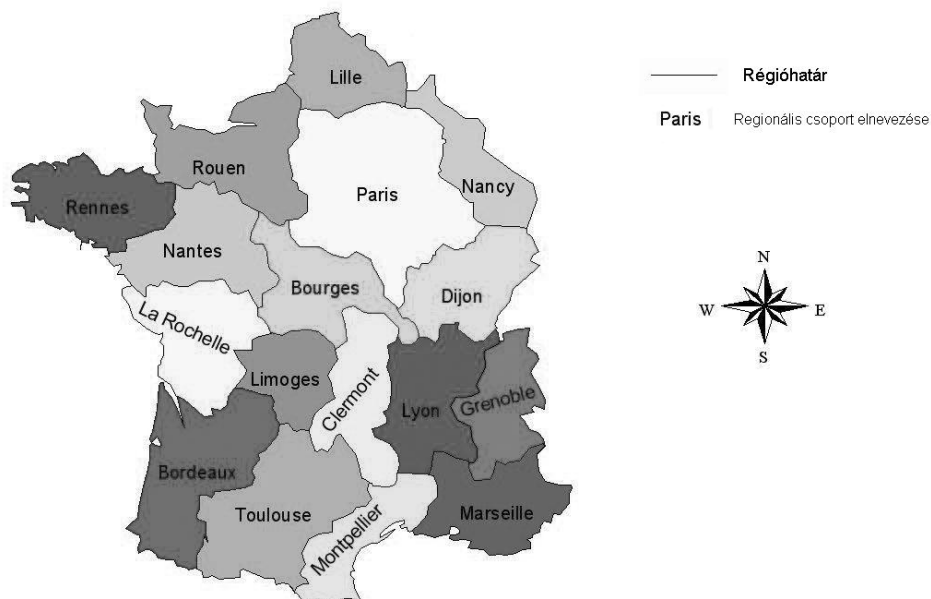 Lille
Régióhatár
Paris Regionális csoport elnevezése
Rouen
Nancy
Paris
Rennes
Nantes
Bourges
Dijon
La Rochelle
Limoges
Clermont
Lyon
Grenoble
Bordeaux
Toulouse
Marseille
Montpellier
N
W
E
S